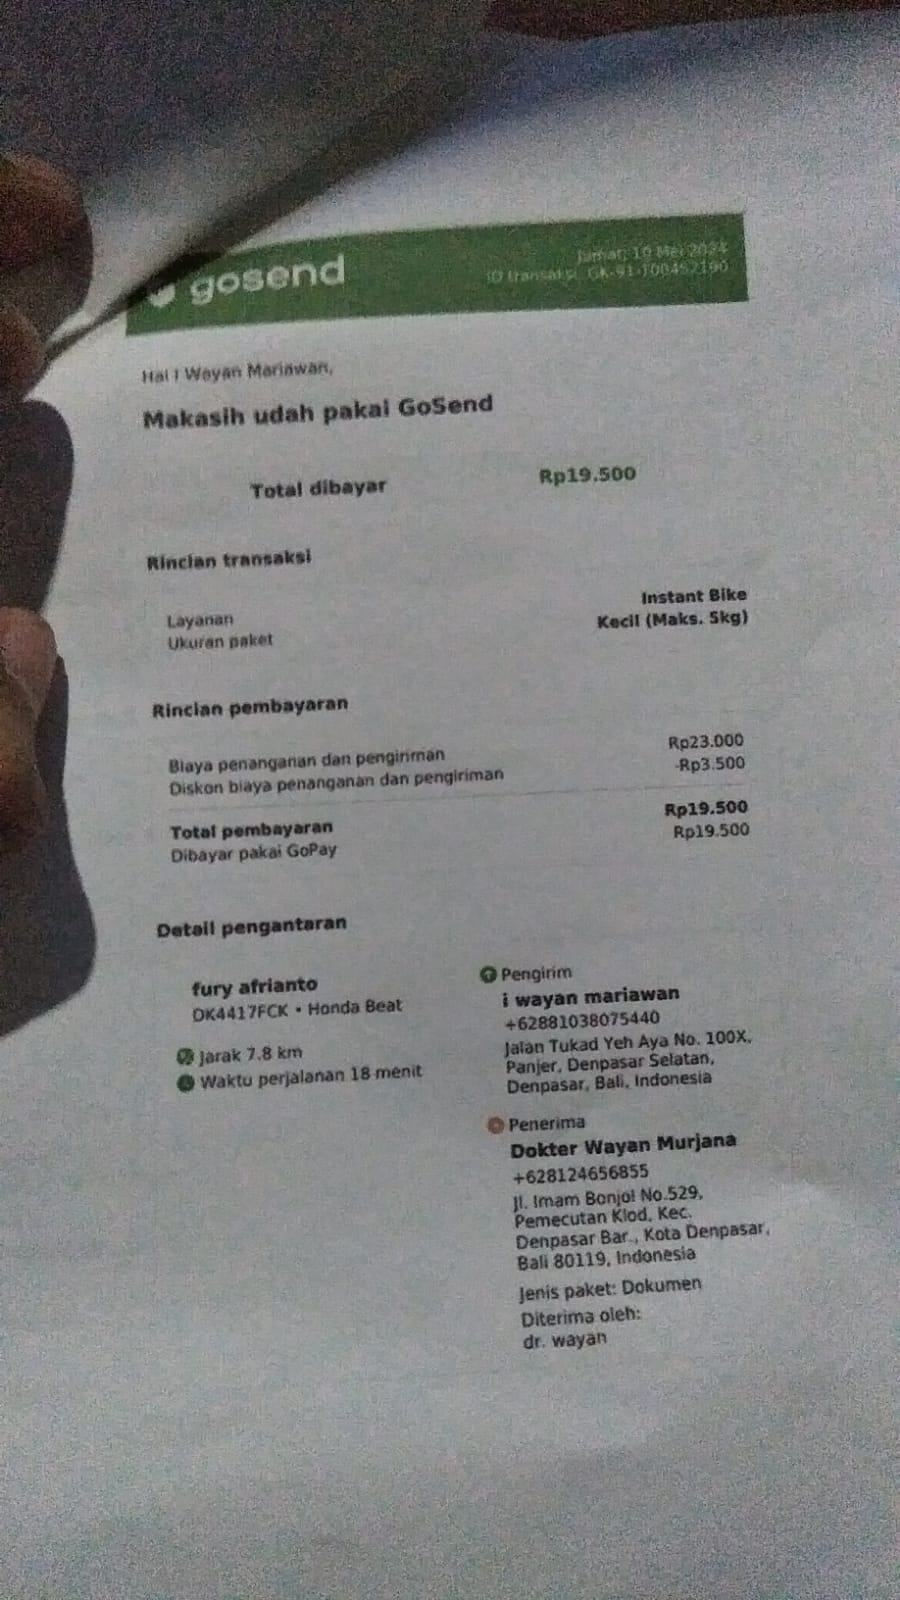 gosend
Jumat, 10 Mei 2024
ID transaksi GK-91-
Hai I Wayan Mariawan,
Makasih udah pakai GoSend
Total dibayar Rp19.500
Rincian transaksi
Layanan Instant Bike
Ukuran paket Kecil (Maks. 5kg)
Rincian pembayaran
Biaya penanganan dan pengiriman Rp23.000
Diskon biaya penanganan dan pengiriman -Rp3.500
Total pembayaran Rp19.500
Dibayar pakai GoPay Rp19.500
Detail pengantaran
fury afrianto
DK4417FCK • Honda Beat
Jarak 7.8 km
Waktu perjalanan 18 menit
Pengirim
i wayan mariawan
+62881038075440
Jalan Tukad Yeh Aya No. 100X,
Panjer, Denpasar Selatan,
Denpasar, Bali, Indonesia
Penerima
Dokter Wayan Murjana
+628124656855
Jl. Imam Bonjol No.529,
Pemecutan Klod, Kec.
Denpasar Bar., Kota Denpasar,
Bali 80119, Indonesia
Jenis paket: Dokumen
Diterima oleh:
dr. wayan